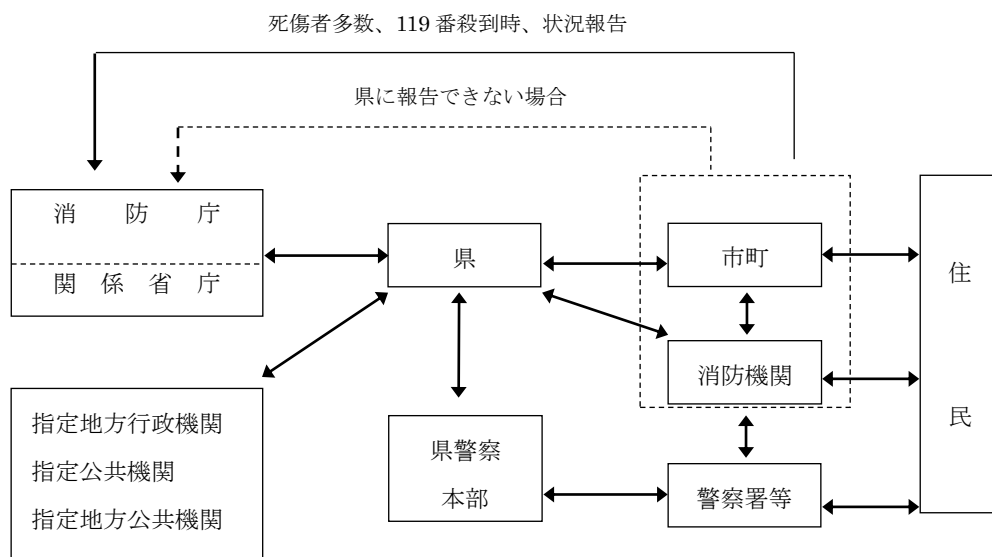 死傷者多数、119 番殺到時、状況報告
県に報告できない場合
消防庁
関係省庁
県
市町
消防機関
住民
指定地方行政機関
指定公共機関
指定地方公共機関
県警察
本部
警察署等